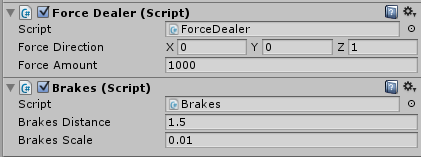 Force Dealer (Script)
Script ForceDealer
Force Direction X 0 Y 0 Z 1
Force Amount 1000
Brakes (Script)
Script Brakes
Brakes Distance 1.5
Brakes Scale 0.01